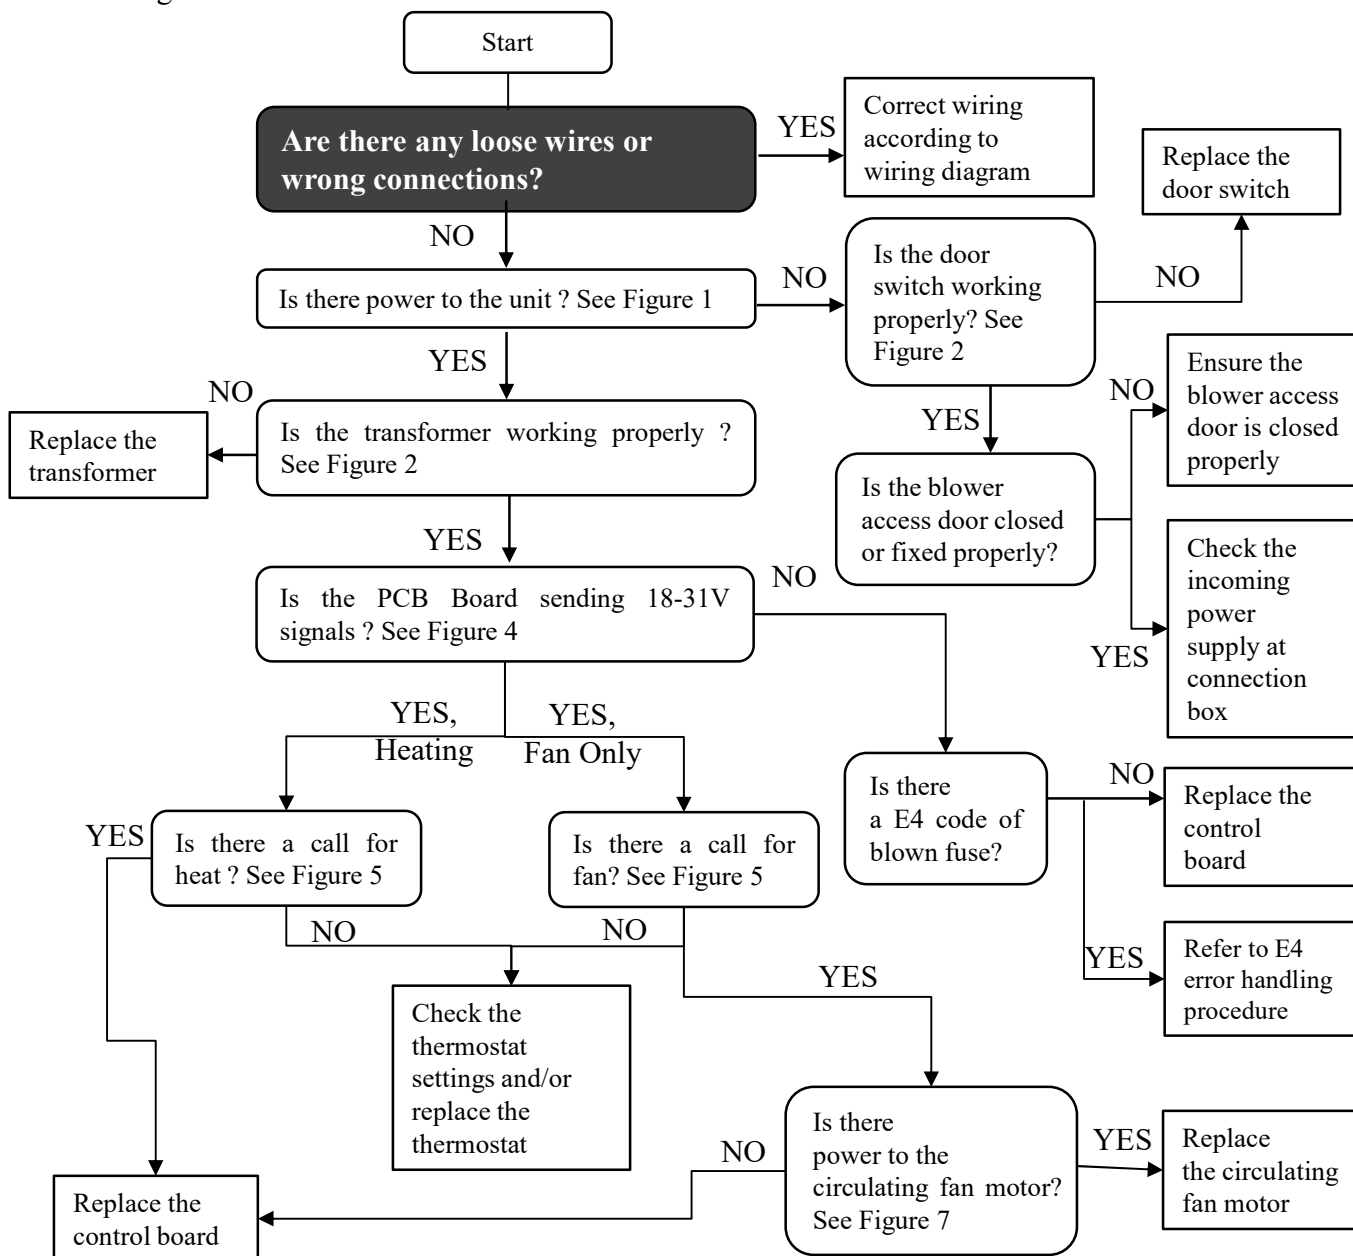 Start
Are there any loose wires or
wrong connections?
YES
Correct wiring
according to
wiring diagram
Replace the
door switch
NO
Is there power to the unit ? See Figure 1
NO
Is the door
switch working
properly? See
Figure 2
NO
YES
NO
Is the transformer working properly ?
See Figure 2
Replace the
transformer
YES
Is the blower
access door closed
or fixed properly?
NO
Ensure the
blower access
door is closed
properly
YES
Check the
incoming
power
supply at
connection
box
YES
Is the PCB Board sending 18-31V
signals ? See Figure 4
NO
YES,
Heating
YES,
Fan Only
Is there
a E4 code of
blown fuse?
NO
Replace the
control
board
YES
Refer to E4
error handling
procedure
YES
Is there a call for
heat ? See Figure 5
Is there a call for
fan? See Figure 5
NO
NO
YES
Check the
thermostat
settings and/or
replace the
thermostat
Is there
power to the
circulating fan motor?
See Figure 7
NO
YES
Replace
the circulating
fan motor
Replace the
control board